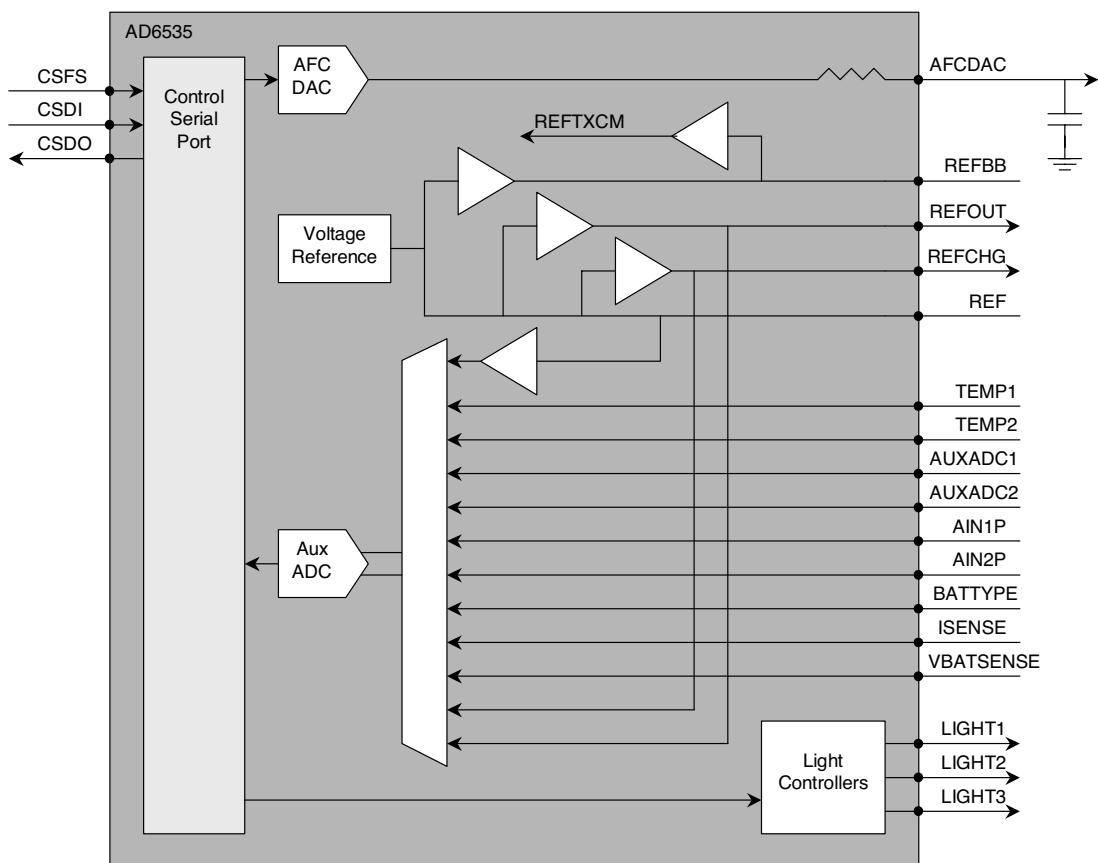 AD6535
CSFS
CSDI
CSDO
Control
Serial
Port
AFC
DAC
AFCDAC
REFTXCM
REFBB
REFOUT
REFCHG
REF
Voltage
Reference
TEMP1
TEMP2
AUXADC1
AUXADC2
AIN1P
AIN2P
BATTYPE
ISENSE
VBATSENSE
Aux
ADC
Light
Controllers
LIGHT1
LIGHT2
LIGHT3